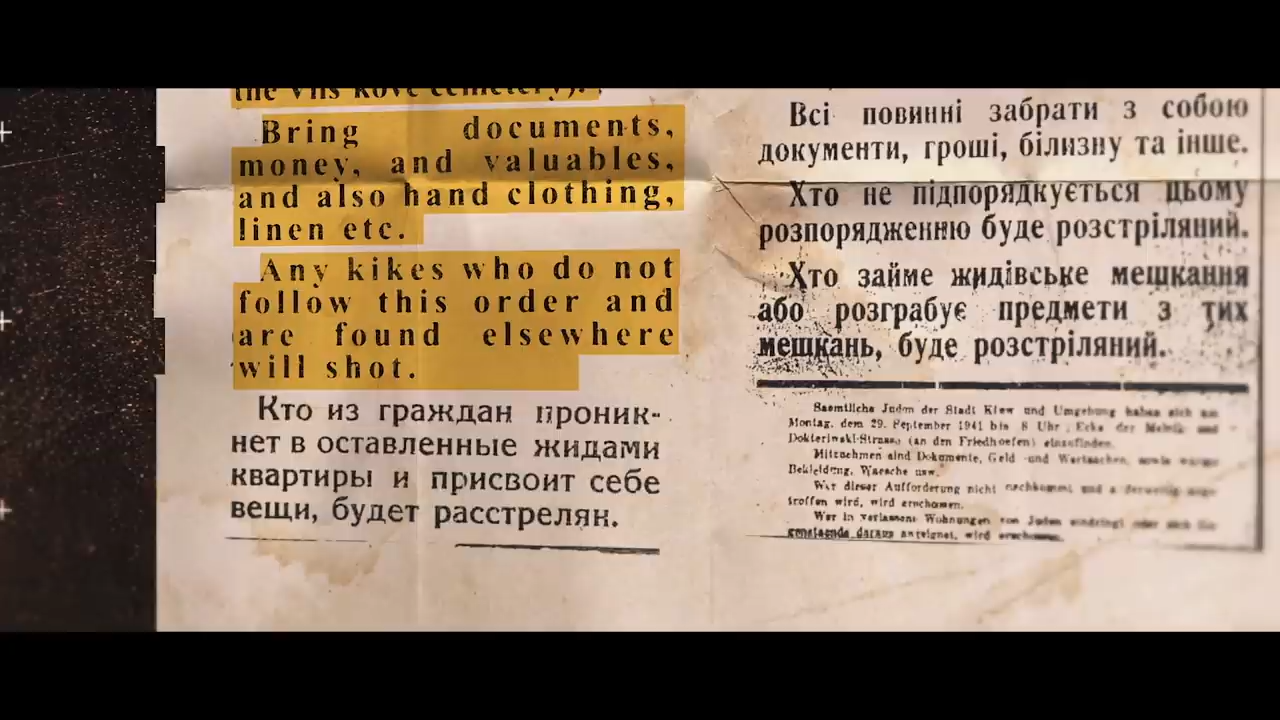 Bring documents,
money, and valuables,
and also hand clothing,
linen etc.
Any kikes who do not
follow this order and
are found elsewhere
will shot.
Кто из граждан проник-
нет в оставленные жидами
квартиры и присвоит себе
вещи, будет расстрелян.
Всі повинні забрати з собою
документи, гроші, білизну та інше.
Хто не підпорядкується цьому
розпорядженню буде розстріляний.
Хто займе жидівське мешкання
або розграбує предмети з тих
мешкань, буде розстріляний.
Saemtliche Juden der Stadt Kiew und Umgebung haben sich am
Montag, dem 29. September 1941 bis 8 Uhr, Ecke der und
(an den Friedhoefen) einzufinden.
Mitznehmen sind Dokumente, Geld und Wertsachen, sowie warme
Bekleidung, Waesche usw.
Wer dieser Aufforderung nicht nachkommt und
troffen wird, wird erschossen.
Wer in verlassene Wohnungen von Juden eindringt oder sich
daraus aneignet, wird erschossen.